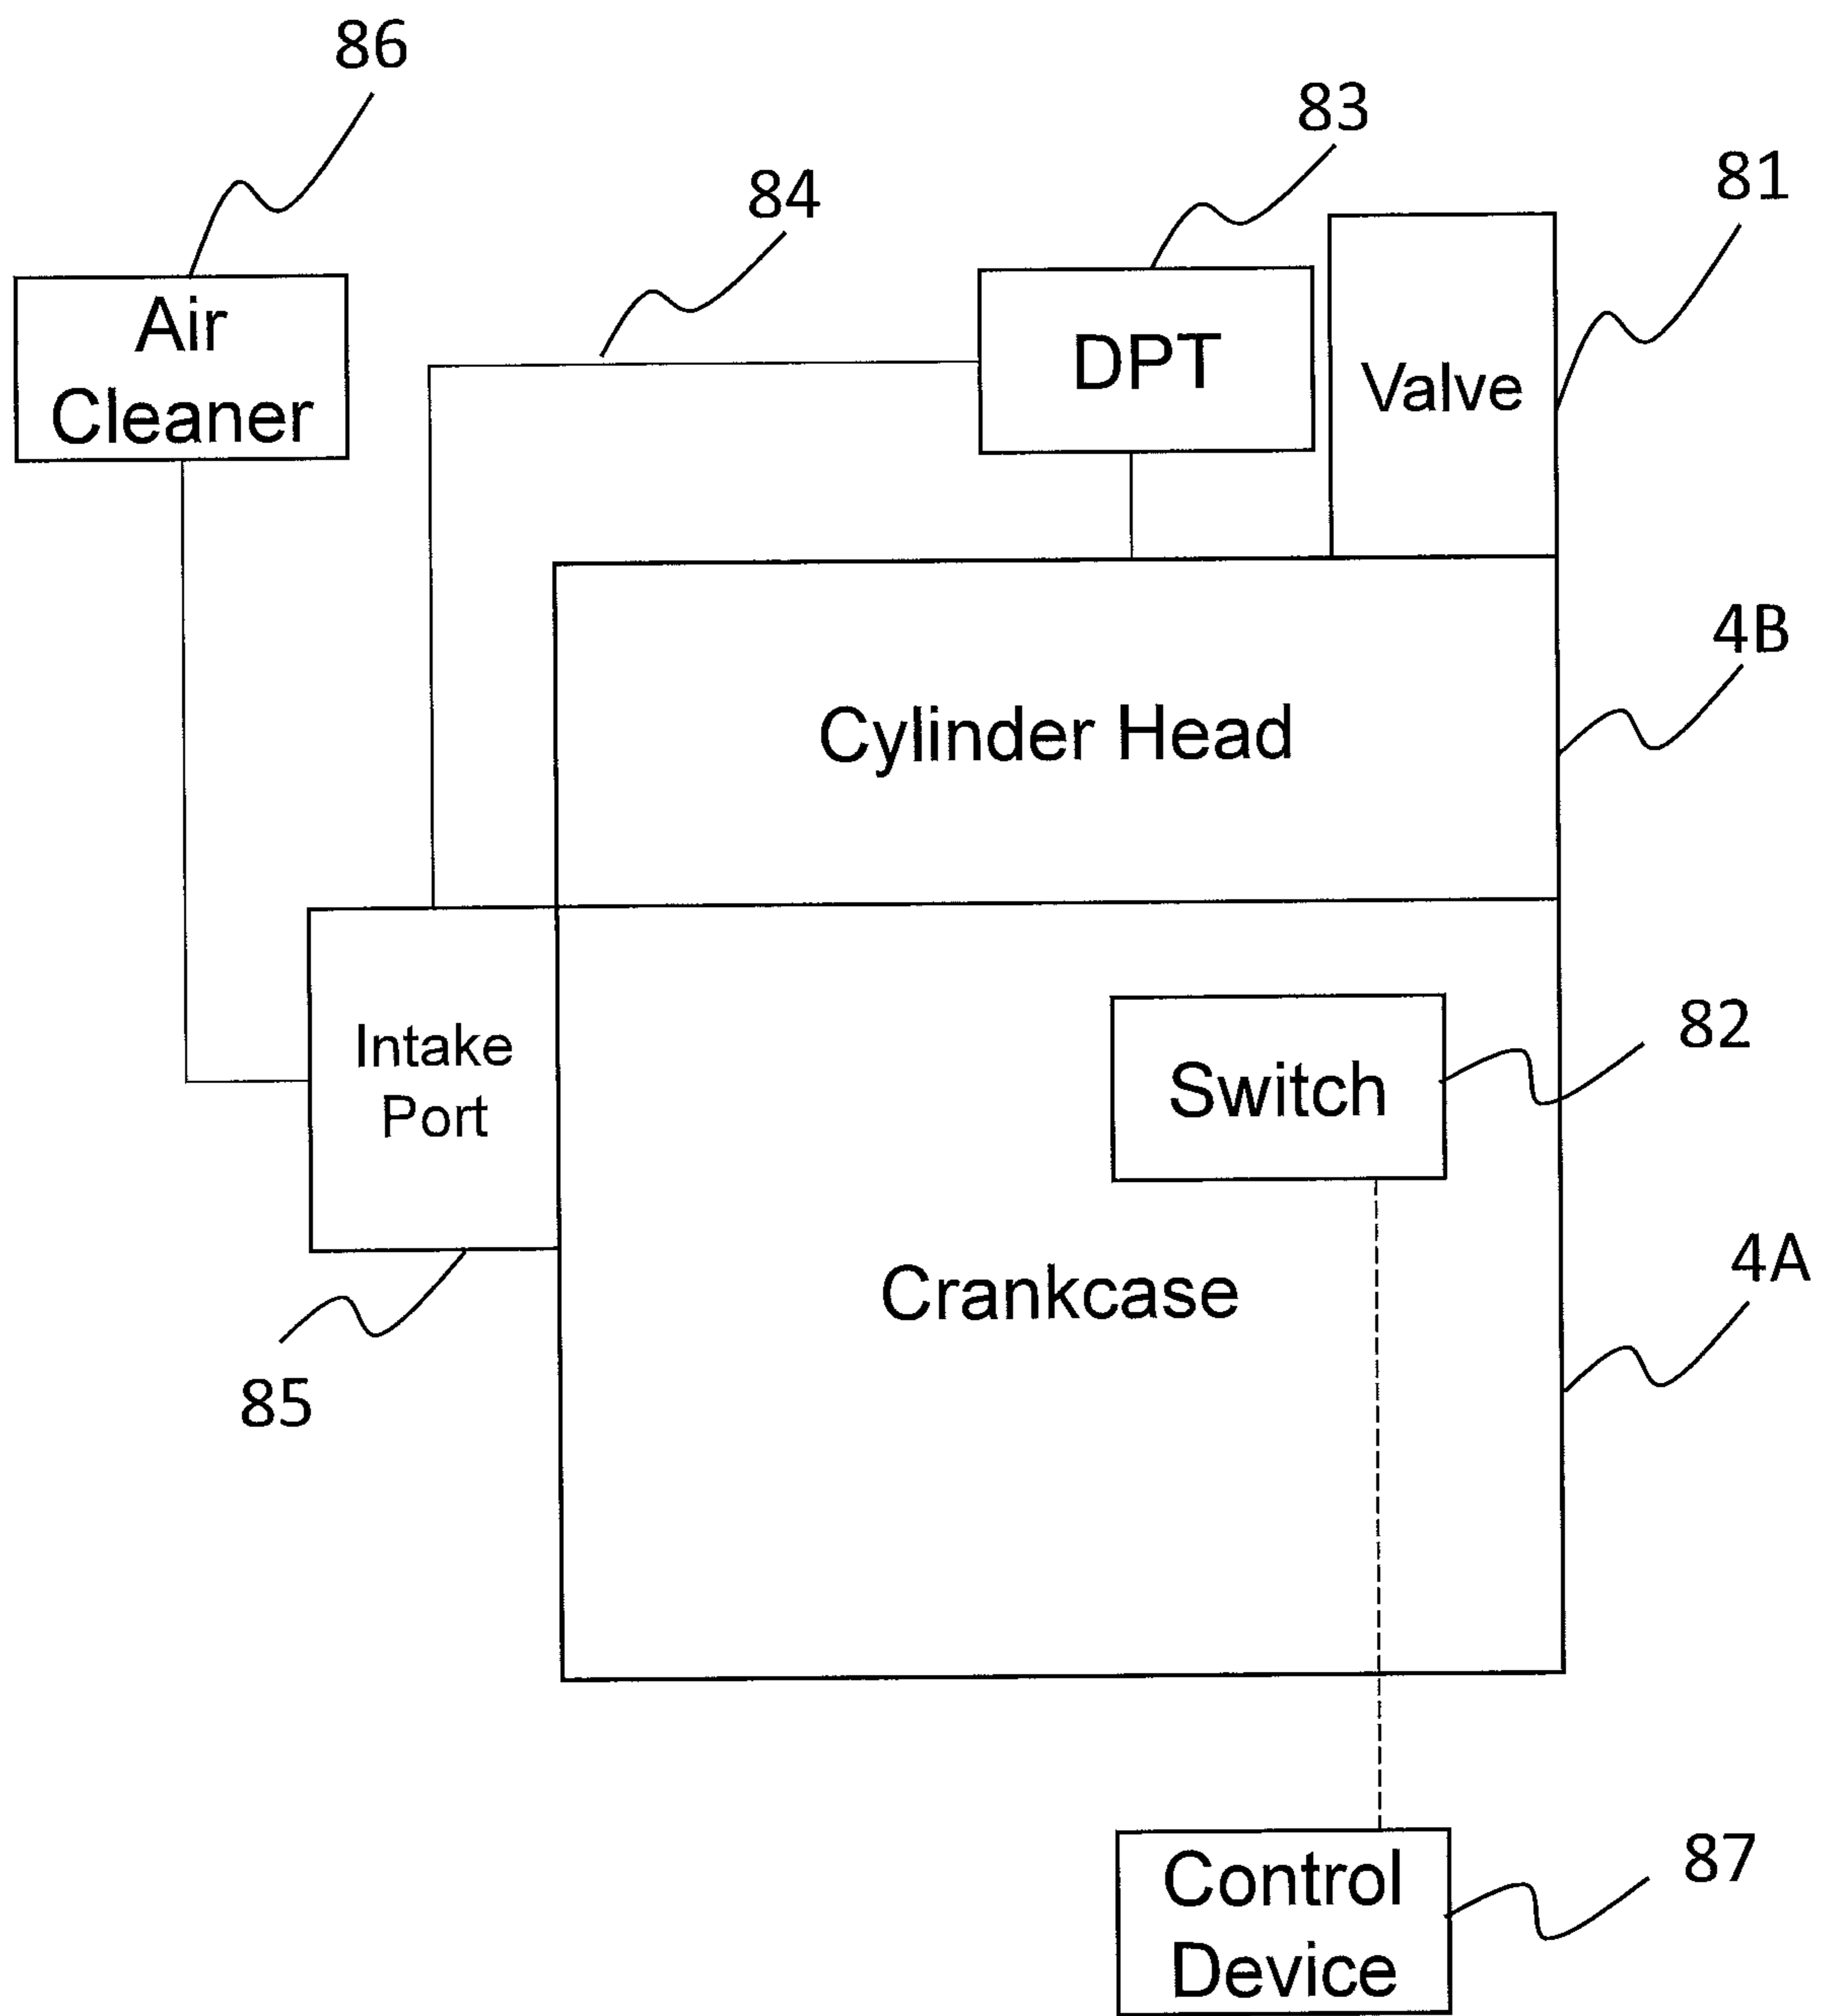 86
83
81
84
Air
Cleaner
DPT
Valve
4B
Cylinder Head
82
Intake
Port
Switch
4A
Crankcase
85
87
Control
Device